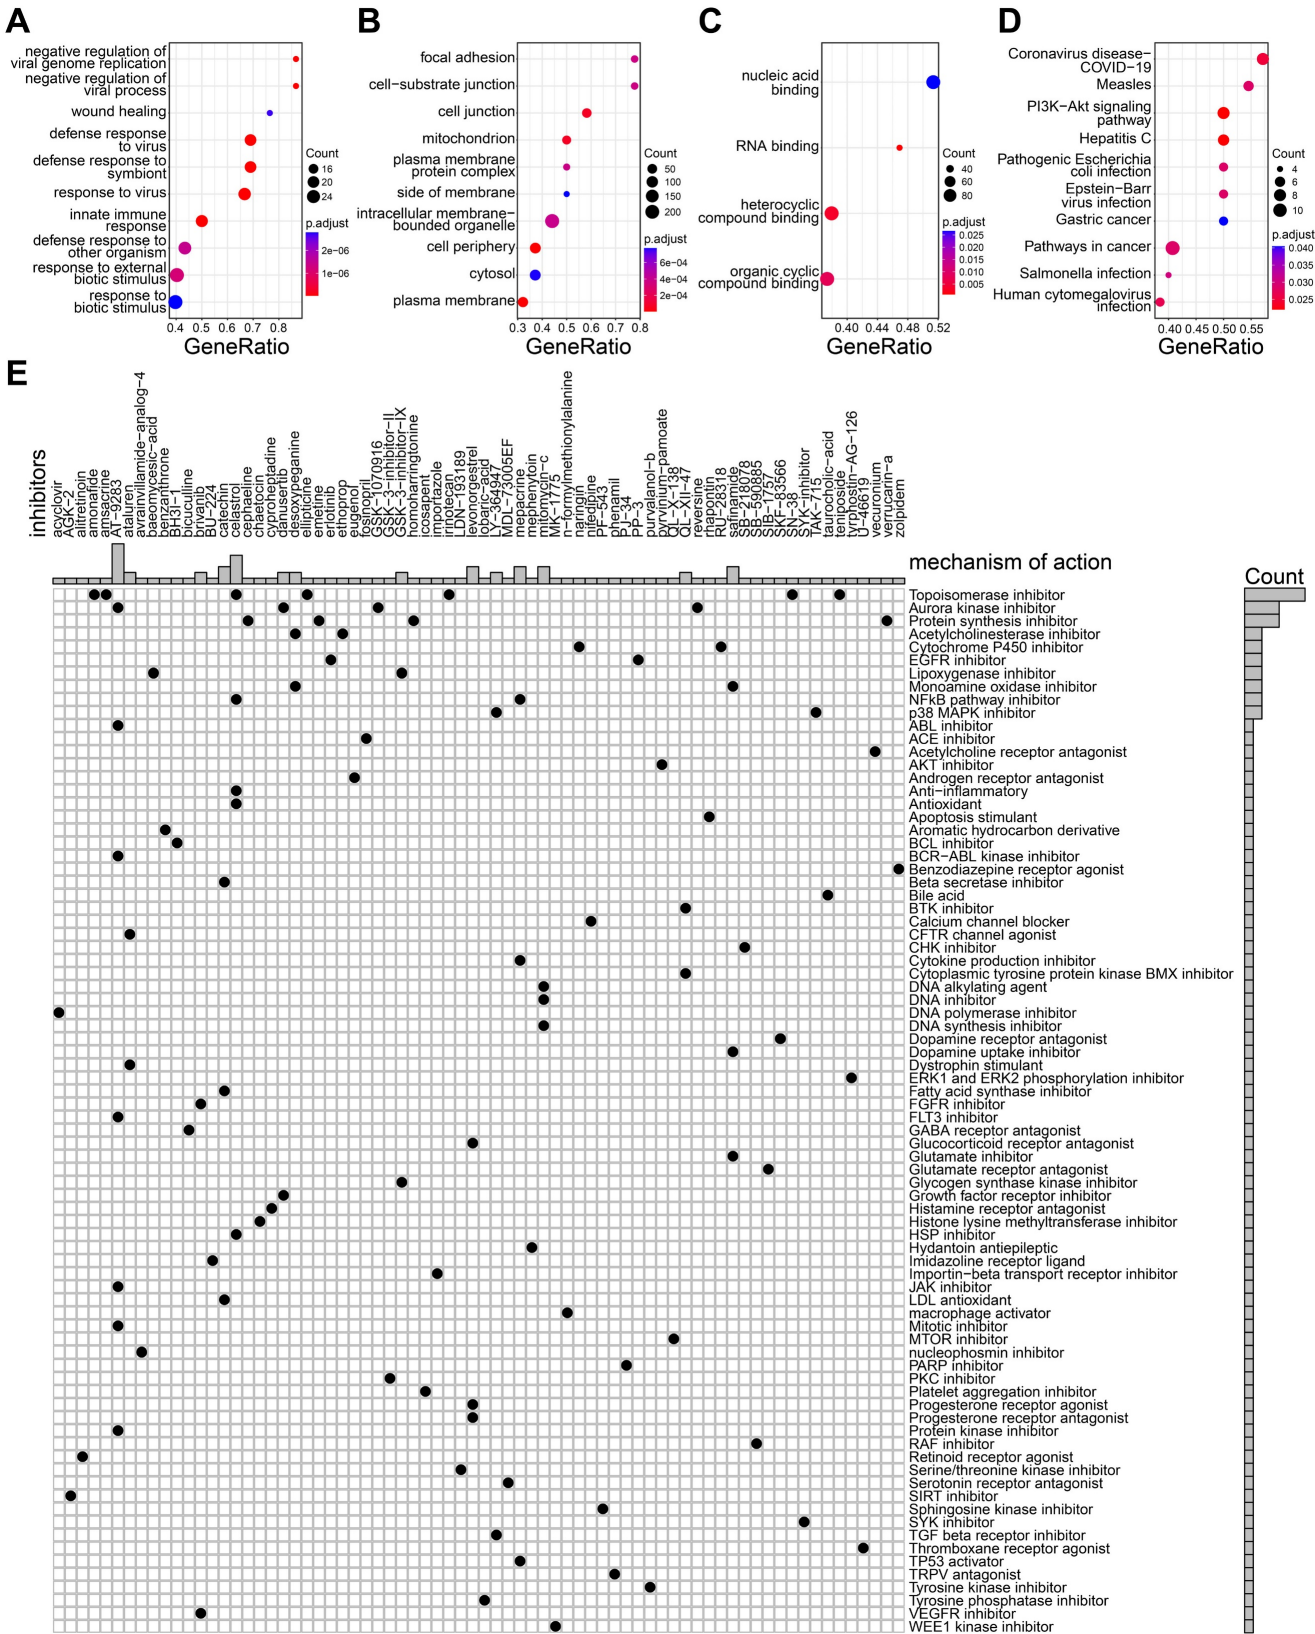 A
negative regulation of
viral genome replication
negative regulation of
viral process
wound healing
defense response
to virus
defense response to
symbiont
response to virus
innate immune
response
defense response to
other organism
response to external
biotic stimulus
response to
biotic stimulus
0.4 0.5 0.6 0.7 0.8
GeneRatio
Count
16
20
24
p.adjust
2e−06
1e−06
B
focal adhesion
cell−substrate junction
cell junction
mitochondrion
plasma membrane
protein complex
side of membrane
intracellular membrane−
bounded organelle
cell periphery
cytosol
plasma membrane
0.3 0.4 0.5 0.6 0.7 0.8
GeneRatio
Count
50
100
150
200
p.adjust
6e−04
4e−04
2e−04
C
nucleic acid
binding
RNA binding
heterocyclic
compound binding
organic cyclic
compound binding
0.40 0.44 0.48 0.52
GeneRatio
Count
40
60
80
p.adjust
0.025
0.020
0.015
0.010
0.005
D
Coronavirus disease−
COVID−19
Measles
PI3K−Akt signaling
pathway
Hepatitis C
Pathogenic Escherichia
coli infection
Epstein−Barr
virus infection
Gastric cancer
Pathways in cancer
Salmonella infection
Human cytomegalovirus
infection
0.40 0.45 0.50 0.55
GeneRatio
Count
4
6
8
10
p.adjust
0.040
0.035
0.030
0.025
E
inhibitors
acyclovir
AGK−2
alitretinoin
amonafide
amsacrine
AT−9283
ataluren
avrainvillamide−analog−4
baeomycesic−acid
benzanthrone
BH3I−1
bicuculline
brivanib
BU−224
catechin
celastrol
cephaeline
chaetocin
cyproheptadine
danusertib
desoxypeganine
ellipticine
emetine
erlotinib
ethoprop
eugenol
fosinopril
GSK−1070916
GSK−3−inhibitor−II
GSK−3−inhibitor−IX
homoharringtonine
icosapent
importazole
irinotecan
LDN−193189
levonorgestrel
lobaric−acid
LY−364947
MDL−73005EF
mepacrine
mephenytoin
mitomycin−c
MK−1775
n−formylmethionylalanine
naringin
nifedipine
PF−543
phenamil
PJ−34
PP−3
purvalanol−b
pyrvinium−pamoate
QL−X−138
QL−XII−47
reversine
rhapontin
RU−28318
safinamide
SB−218078
SB−590885
SIB−1757
SKF−83566
SN−38
SYK−inhibitor
TAK−715
taurocholic−acid
teniposide
tyrphostin−AG−126
U−46619
vecuronium
verrucarin−a
zolpidem
mechanism of action
Count
Topoisomerase inhibitor
Aurora kinase inhibitor
Protein synthesis inhibitor
Acetylcholinesterase inhibitor
Cytochrome P450 inhibitor
EGFR inhibitor
Lipoxygenase inhibitor
Monoamine oxidase inhibitor
NFkB pathway inhibitor
p38 MAPK inhibitor
ABL inhibitor
ACE inhibitor
Acetylcholine receptor antagonist
AKT inhibitor
Androgen receptor antagonist
Anti−inflammatory
Antioxidant
Apoptosis stimulant
Aromatic hydrocarbon derivative
BCL inhibitor
BCR−ABL kinase inhibitor
Benzodiazepine receptor agonist
Beta secretase inhibitor
Bile acid
BTK inhibitor
Calcium channel blocker
CFTR channel agonist
CHK inhibitor
Cytokine production inhibitor
Cytoplasmic tyrosine protein kinase BMX inhibitor
DNA alkylating agent
DNA inhibitor
DNA polymerase inhibitor
DNA synthesis inhibitor
Dopamine receptor antagonist
Dopamine uptake inhibitor
Dystrophin stimulant
ERK1 and ERK2 phosphorylation inhibitor
Fatty acid synthase inhibitor
FGFR inhibitor
FLT3 inhibitor
GABA receptor antagonist
Glucocorticoid receptor antagonist
Glutamate inhibitor
Glutamate receptor antagonist
Glycogen synthase kinase inhibitor
Growth factor receptor inhibitor
Histamine receptor antagonist
Histone lysine methyltransferase inhibitor
HSP inhibitor
Hydantoin antiepileptic
Imidazoline receptor ligand
Importin−beta transport receptor inhibitor
JAK inhibitor
LDL antioxidant
macrophage activator
Mitotic inhibitor
MTOR inhibitor
nucleophosmin inhibitor
PARP inhibitor
PKC inhibitor
Platelet aggregation inhibitor
Progesterone receptor agonist
Progesterone receptor antagonist
Protein kinase inhibitor
RAF inhibitor
Retinoid receptor agonist
Serine/threonine kinase inhibitor
Serotonin receptor antagonist
SIRT inhibitor
Sphingosine kinase inhibitor
SYK inhibitor
TGF beta receptor inhibitor
Thromboxane receptor agonist
TP53 activator
TRPV antagonist
Tyrosine kinase inhibitor
Tyrosine phosphatase inhibitor
VEGFR inhibitor
WEE1 kinase inhibitor